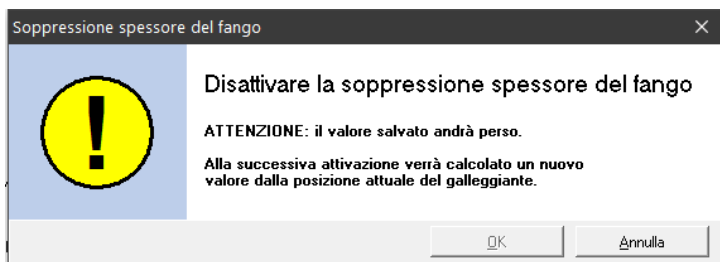 Soppressione spessore del fango
Disattivare la soppressione spessore del fango
ATTENZIONE: il valore salvato andrà perso.
Alla successiva attivazione verrà calcolato un nuovo
valore dalla posizione attuale del galleggiante.
OK Annulla